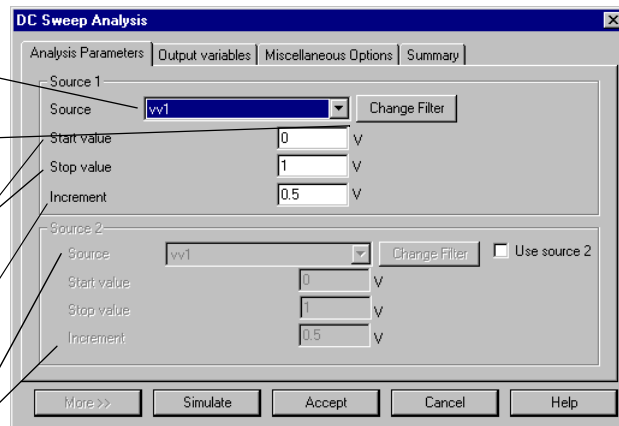 DC Sweep Analysis
Analysis Parameters Output variables Miscellaneous Options Summary
Source 1
Source vv1 Change Filter
Start value 0 V
Stop value 1 V
Increment 0.5 V
Source 2
Source vv1 Change Filter Use source 2
Start value 0 V
Stop value 1 V
Increment 0.5 V
More >> Simulate Accept Cancel Help